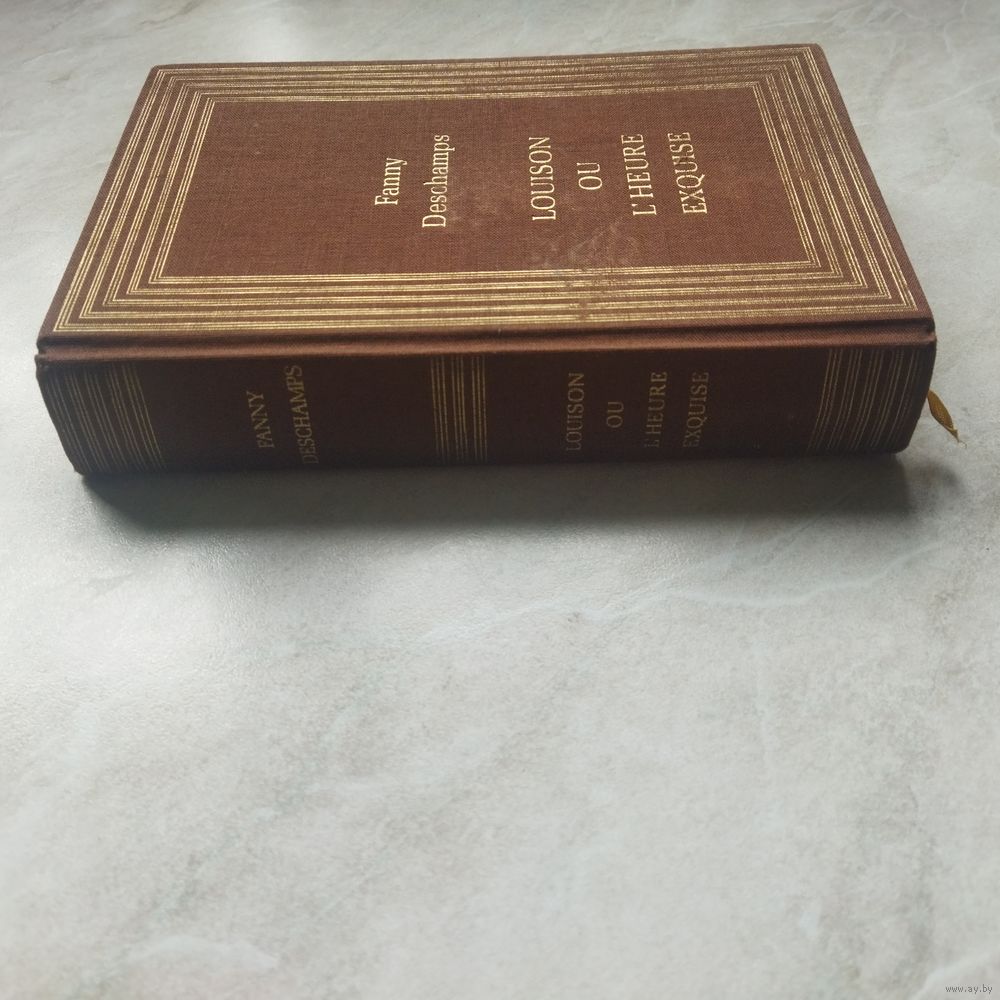 Fanny
Deschamps
LOUISON
OU
L'HEURE
EXQUISE
FANNY
DESCHAMPS
LOUISON
OU
L'HEURE
EXQUISE
www.ay.by